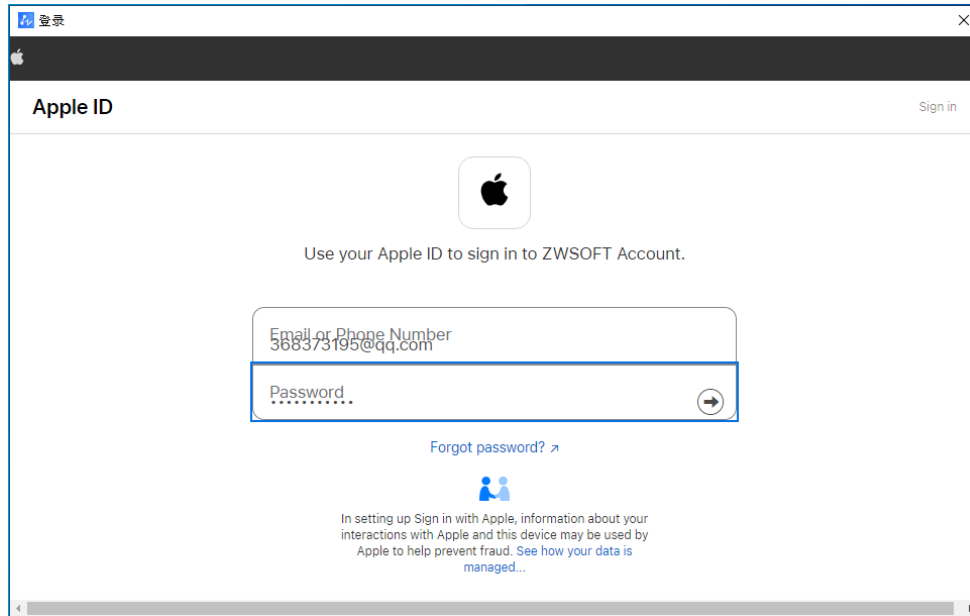 登录
Apple ID
Sign in
Use your Apple ID to sign in to ZWSOFT Account.
Email or Phone Number
368373195@qq.com
Password
Forgot password? ↗
In setting up Sign in with Apple, information about your
interactions with Apple and this device may be used by
Apple to help prevent fraud. See how your data is
managed...